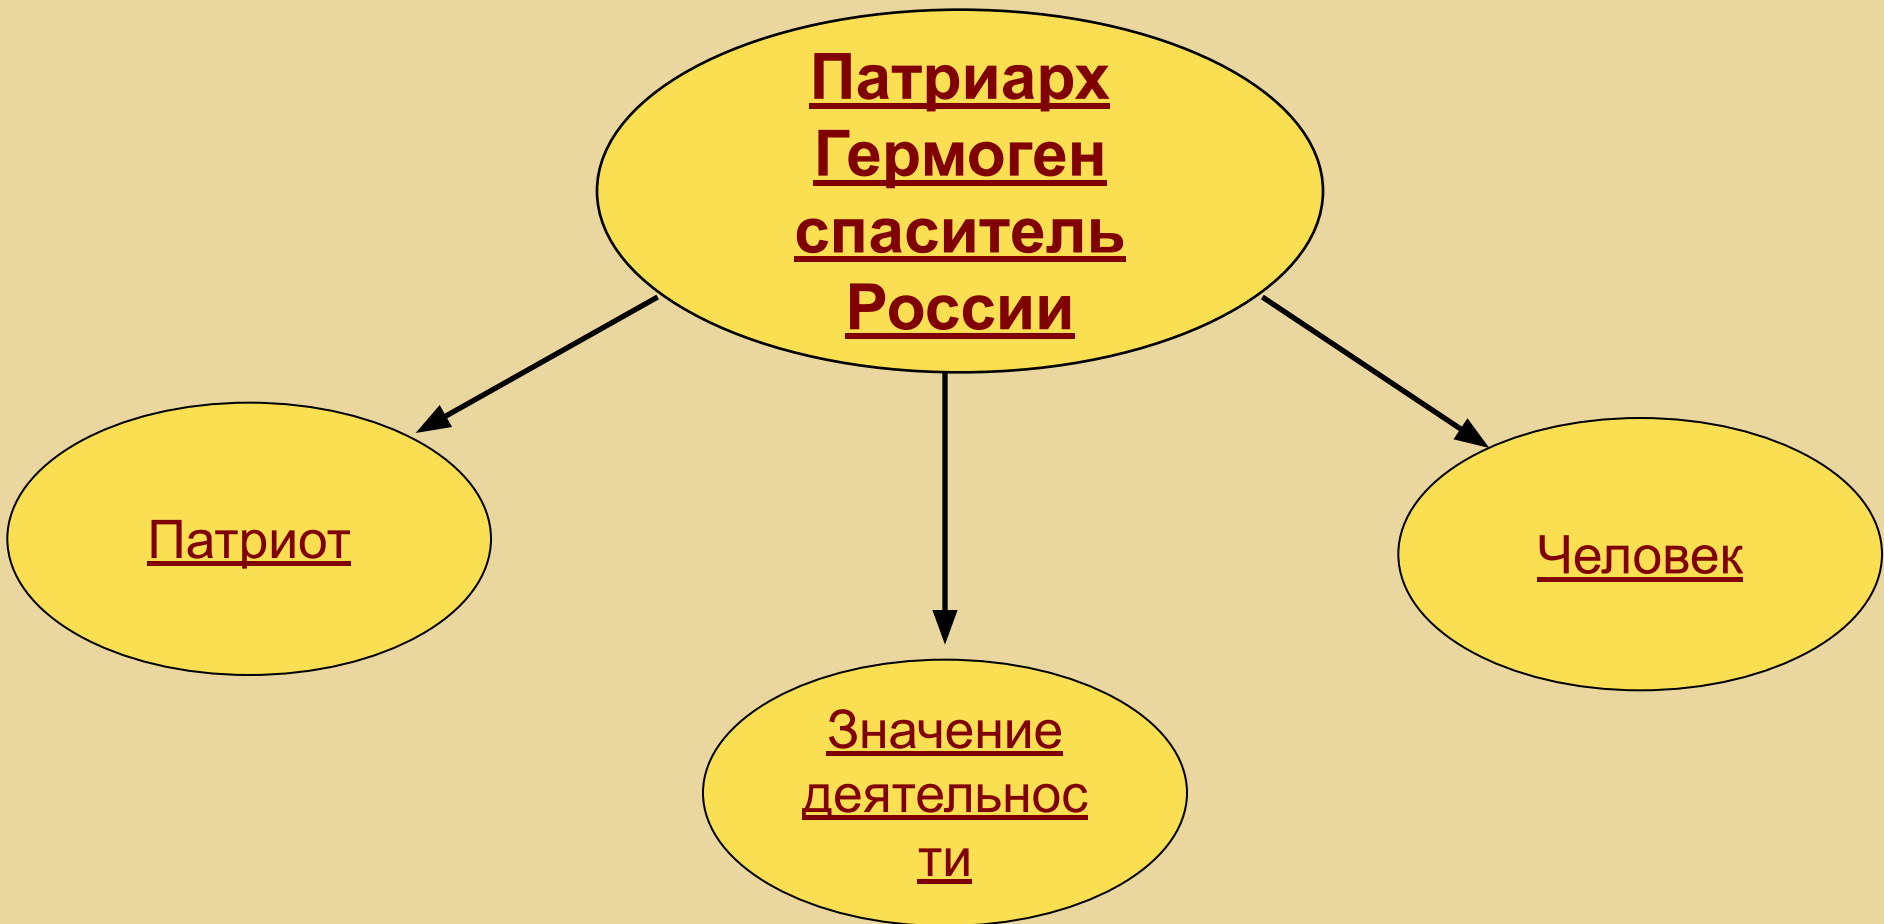 Патриарх
Гермоген
спаситель
России
Патриот
Человек
Значение
деятельнос
ти